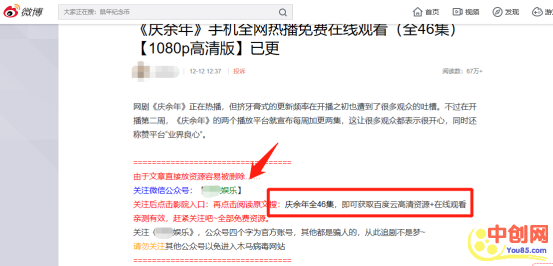 微博
大家正在搜：鼠年纪念币
首页
视频
发现
游
《庆余年》手机全网热播免费在线观看（全46集）
【1080p高清版】已更
12-12 12:37
投诉
阅读数：67万+
网剧《庆余年》正在热播，但挤牙膏式的更新频率在开播之初也遭到了很多观众的吐槽。不过在开
播第二周，《庆余年》的两个播放平台就宣布每周加更两集，这让很多观众都表示很开心，同时还
称赞平台“业界良心”。
================================
由于文章直接放资源容易被删除
关注微信公众号：【 娱乐】
关注后点击影院入口：再点击阅读原文搜：庆余年全46集，即可获取百度云高清资源+在线观看
亲测有效，赶紧关注吧~全部免费资源。
关注《 娱乐》，公众号四个字为官方账号，其他都是骗人的，从此追剧不是梦~
请勿关注其他公众号以免进入木马病毒网站
================================
中创网
You85.com